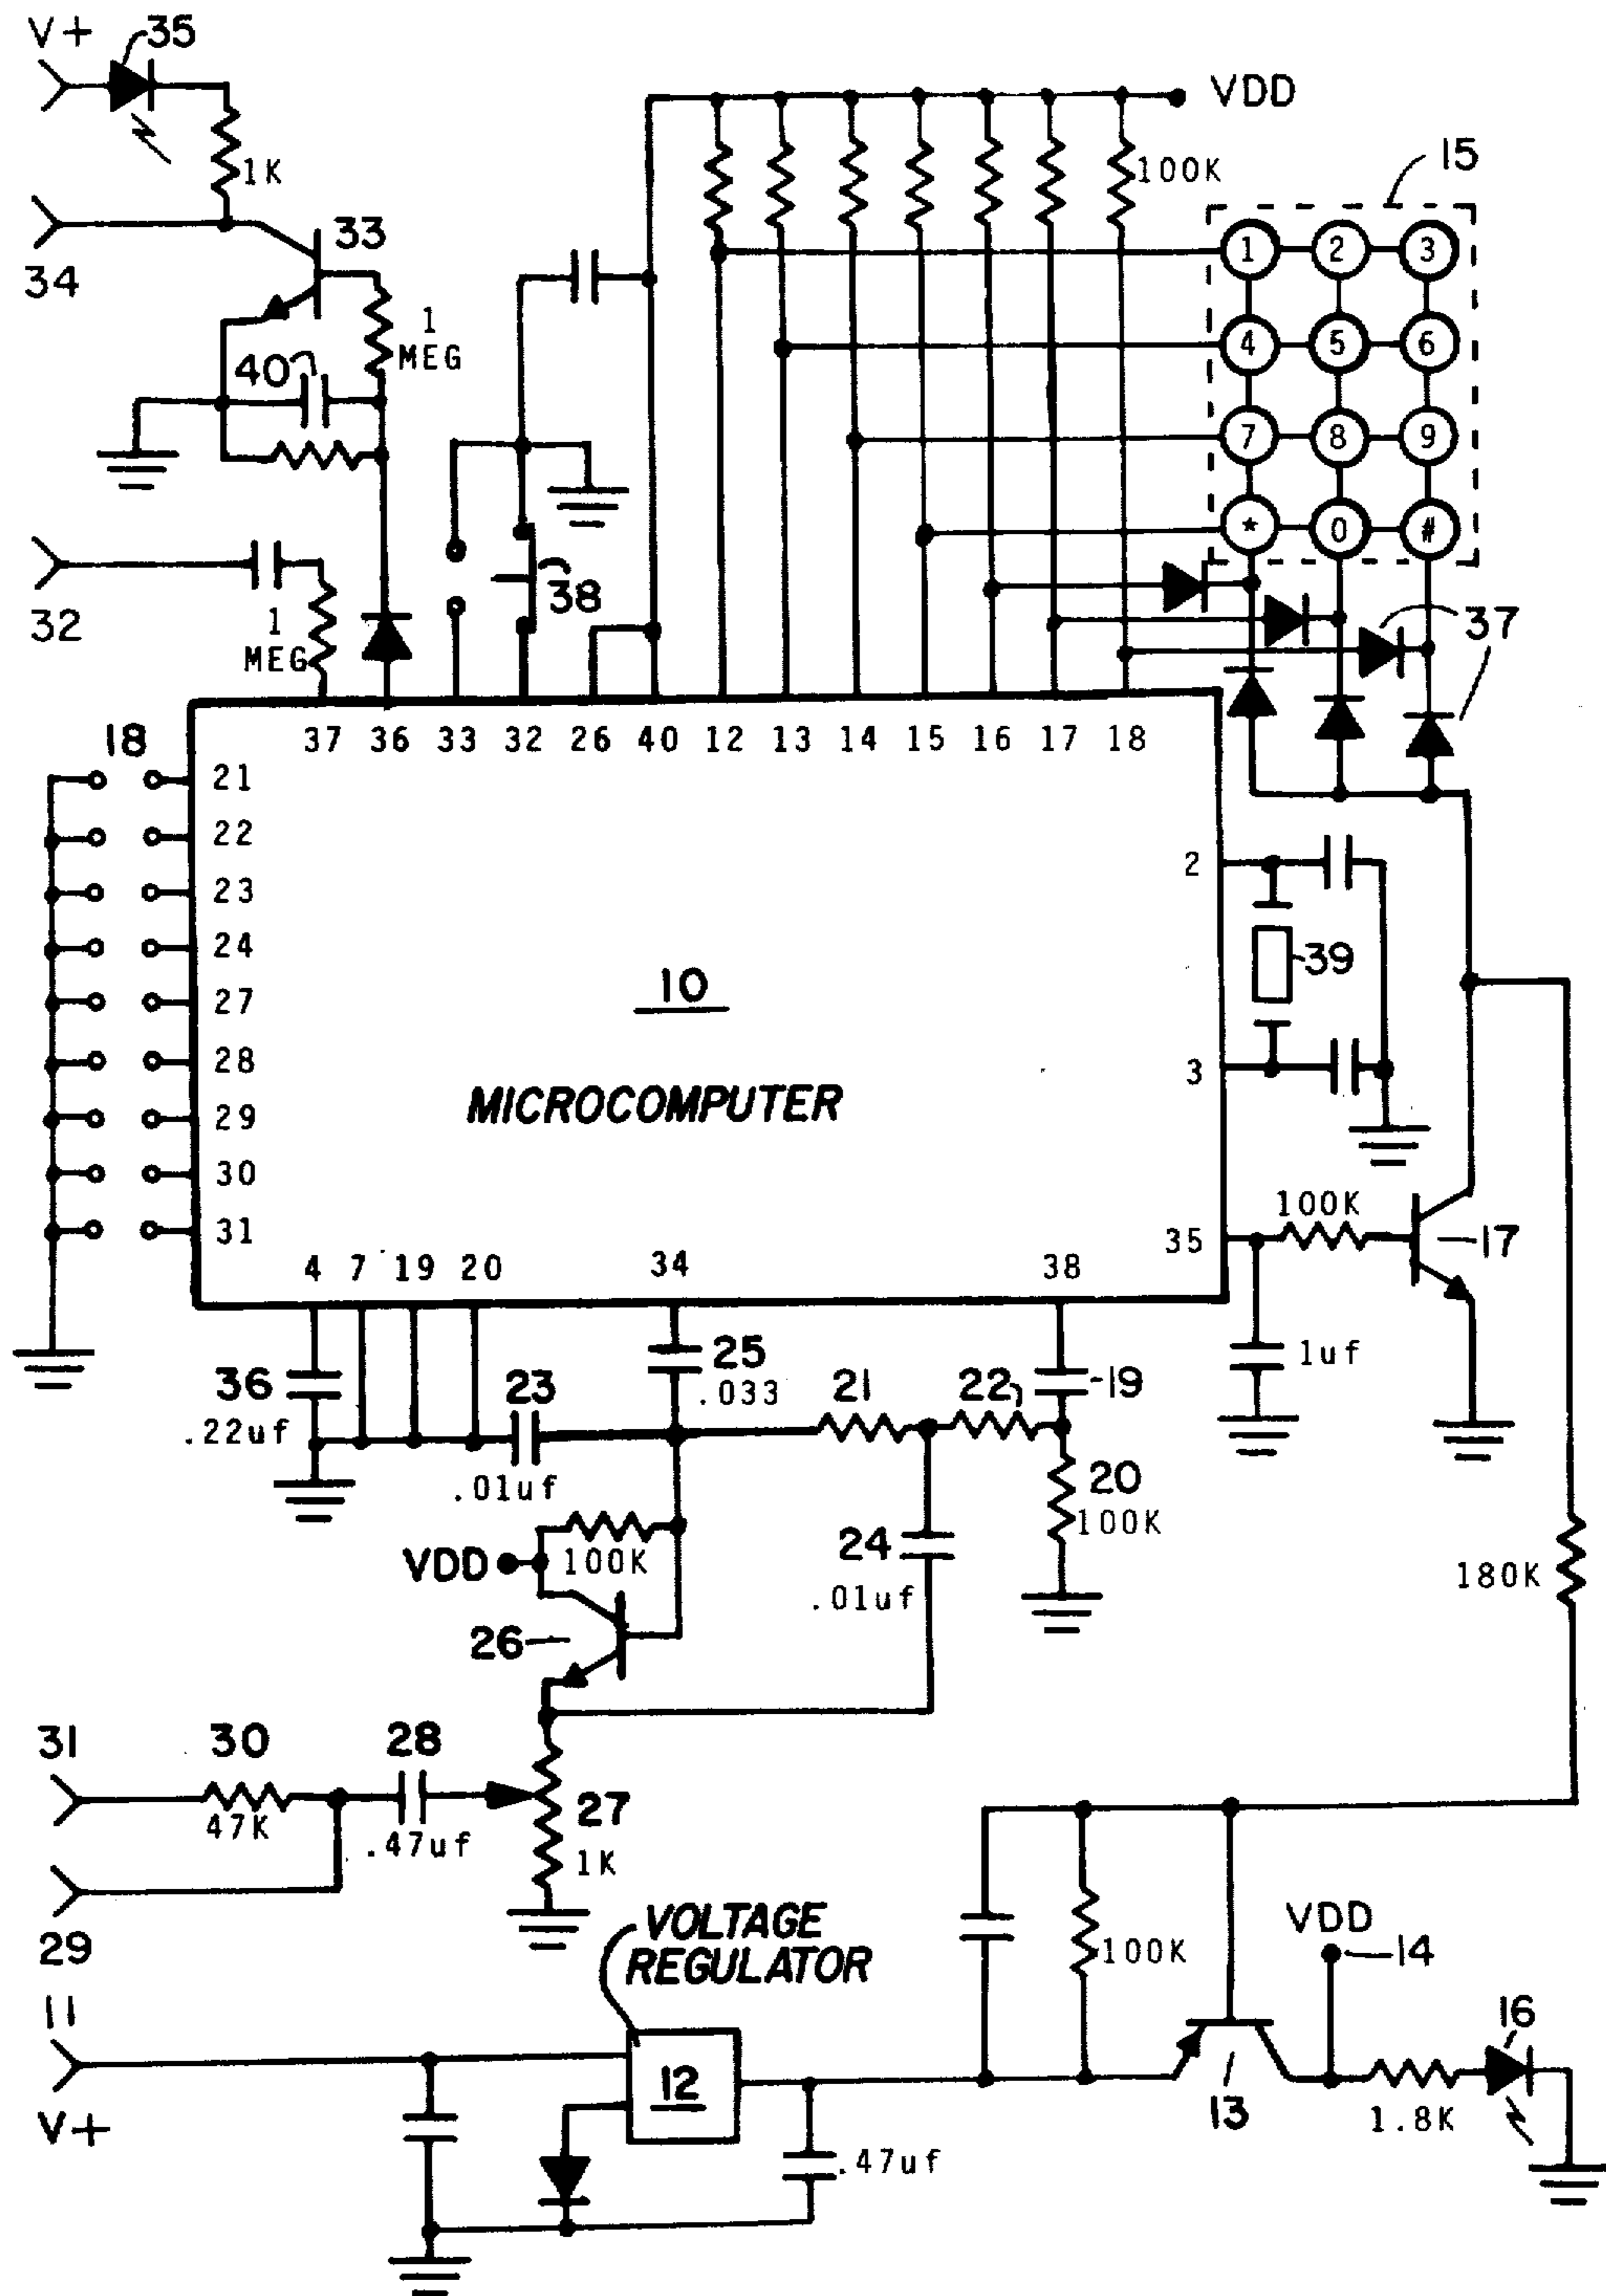 V+ 35
VDD
1K
100K
15
1 2 3
33
34
1
MEG
4 5 6
40
7 8 9
* 0 #
38
32
1
MEG
37
18
37 36 33 32 26 40 12 13 14 15 16 17 18
21
22
2
23
24
39
10
27
28
3
MICROCOMPUTER
29
30
100K
31
35
17
4 7 19 20 34 38
36
.22uf
23
.01uf
25
.033
21
22
19
1uf
20
100K
VDD
100K
24
.01uf
180K
26
31
30
47K
28
.47uf
27
1K
29
VOLTAGE
REGULATOR
100K
VDD
14
11
V+
12
16
13
1.8K
.47uf